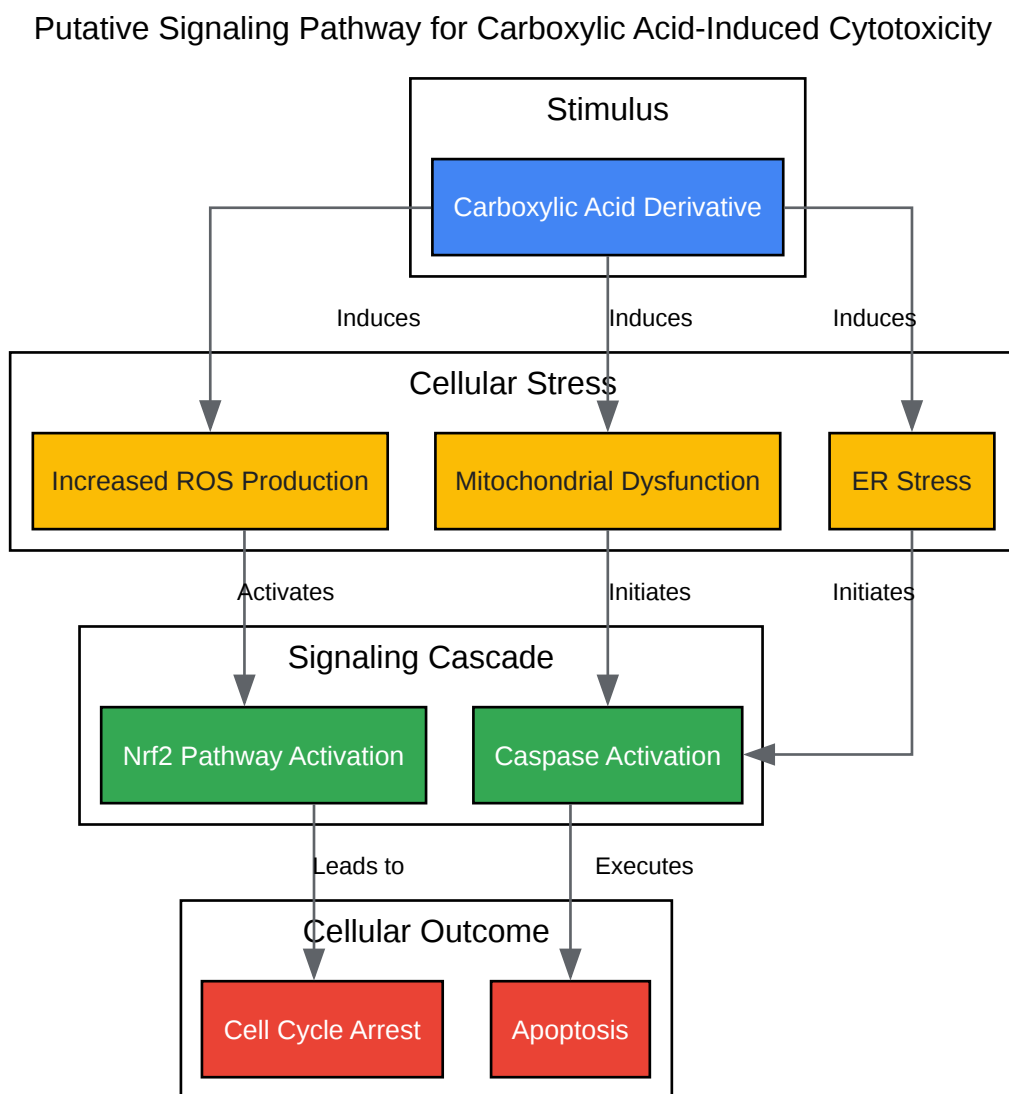 Putative Signaling Pathway for Carboxylic Acid-Induced Cytotoxicity
Stimulus
Carboxylic Acid Derivative
Induces
Induces
Induces
Cellular Stress
Increased ROS Production
Mitochondrial Dysfunction
ER Stress
Activates
Initiates
Initiates
Signaling Cascade
Nrf2 Pathway Activation
Caspase Activation
Leads to
Executes
Cellular Outcome
Cell Cycle Arrest
Apoptosis